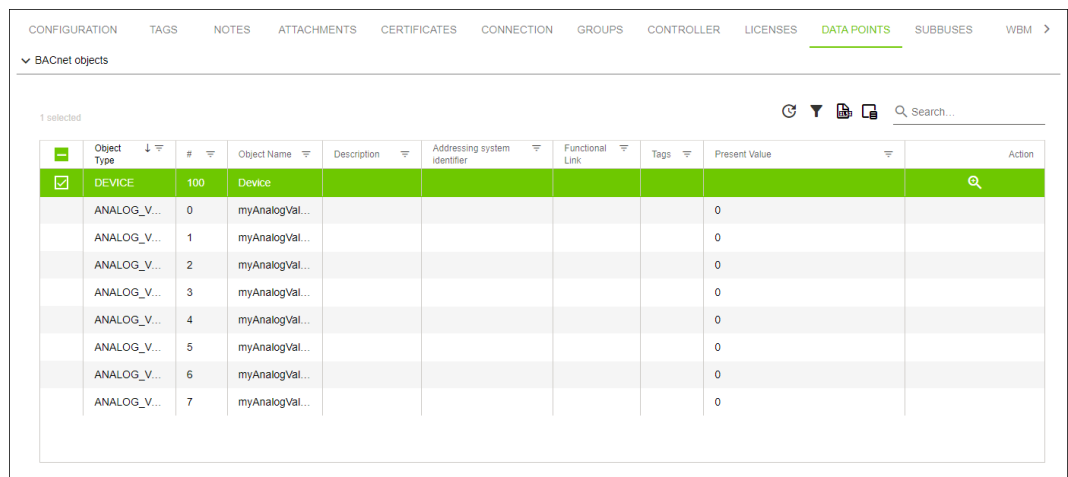 CONFIGURATION TAGS NOTES ATTACHMENTS CERTIFICATES CONNECTION GROUPS CONTROLLER LICENSES DATA POINTS SUBBUSES WBM
BACnet objects
1 selected
XLSX
Search...
Object Type # Object Name Description Addressing system identifier Functional Link Tags Present Value Action
DEVICE 100 Device
ANALOG_V... 0 myAnalogVal... 0
ANALOG_V... 1 myAnalogVal... 0
ANALOG_V... 2 myAnalogVal... 0
ANALOG_V... 3 myAnalogVal... 0
ANALOG_V... 4 myAnalogVal... 0
ANALOG_V... 5 myAnalogVal... 0
ANALOG_V... 6 myAnalogVal... 0
ANALOG_V... 7 myAnalogVal... 0